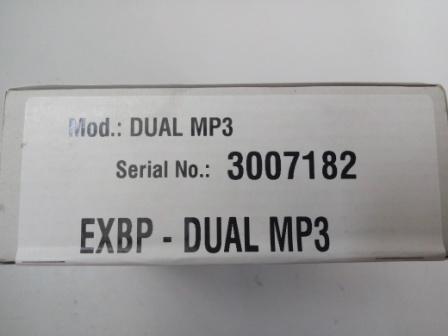 Mod.: DUAL MP3
Serial No.: 3007182
EXBP - DUAL MP3